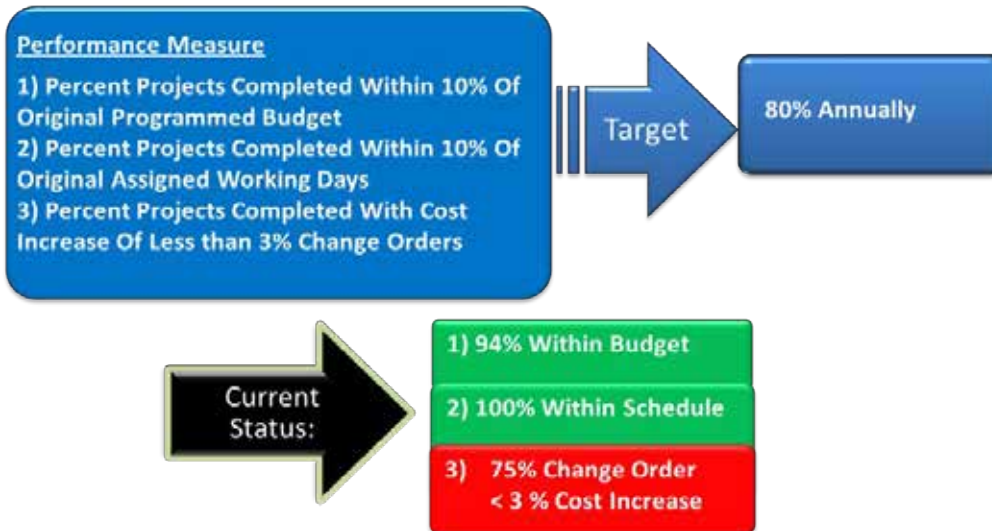 Performance Measure
1) Percent Projects Completed Within 10% Of
Original Programmed Budget
2) Percent Projects Completed Within 10% Of
Original Assigned Working Days
3) Percent Projects Completed With Cost
Increase Of Less than 3% Change Orders
Target
80% Annually
Current
Status:
1) 94% Within Budget
2) 100% Within Schedule
3) 75% Change Order
< 3 % Cost Increase